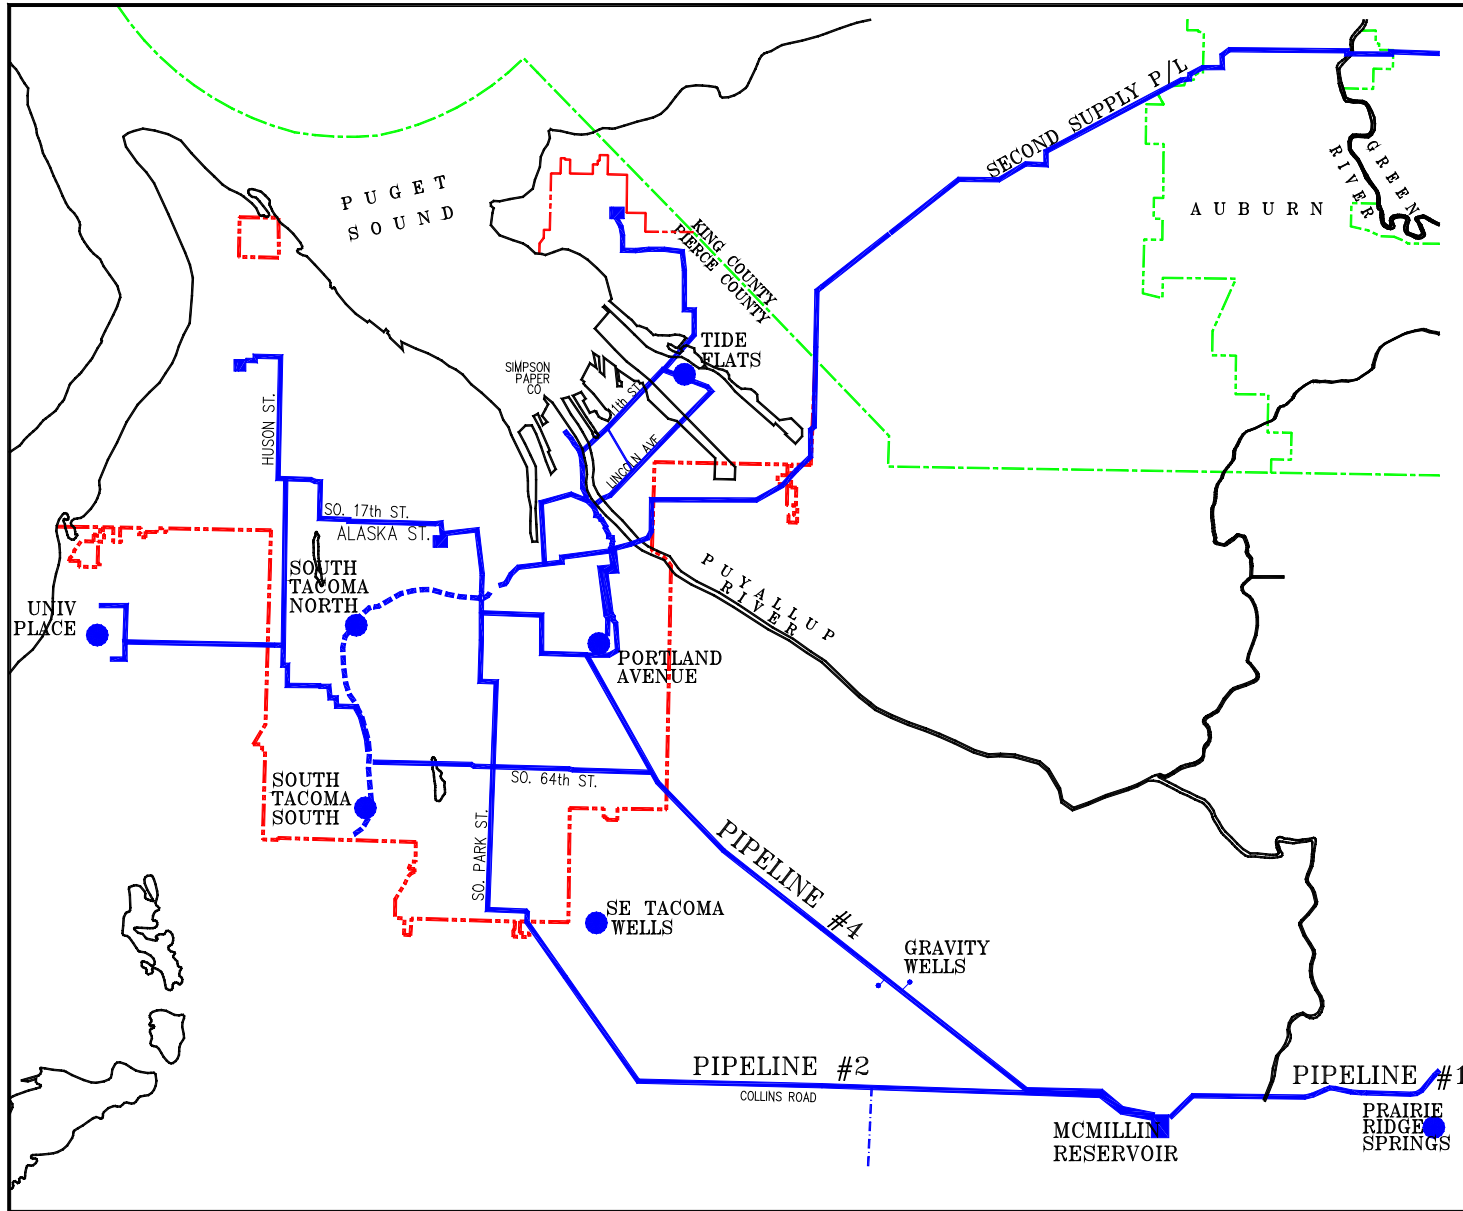 SECOND SUPPLY P/L
GREEN
RIVER
PUGET
SOUND
AUBURN
KING COUNTY
PIERCE COUNTY
TIDE
FLATS
SIMPSON
PAPER
CO
11th ST.
HUSON ST.
LINCOLN AVE
SO. 17th ST.
ALASKA ST.
SOUTH
TACOMA
NORTH
PUYALLUP
RIVER
UNIV
PLACE
PORTLAND
AVENUE
SOUTH
TACOMA
SOUTH
SO. 64th ST.
SO. PARK ST.
PIPELINE #4
SE TACOMA
WELLS
GRAVITY
WELLS
PIPELINE #2
COLLINS ROAD
PIPELINE #1
MCMILLIN
RESERVOIR
PRAIRIE
RIDGE
SPRINGS